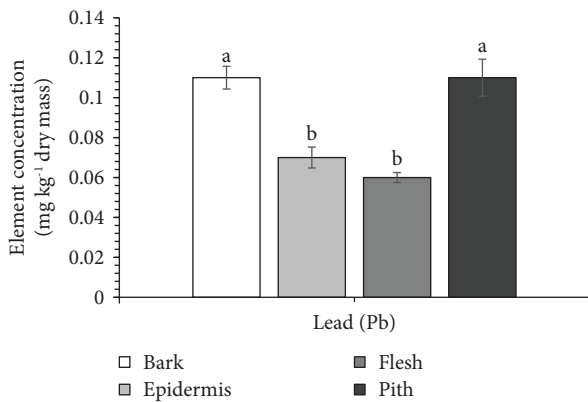 Element concentration
(mg kg⁻¹ dry mass)
0.14
0.12
0.1
0.08
0.06
0.04
0.02
0
a
b
b
a
Lead (Pb)
Bark
Epidermis
Flesh
Pith